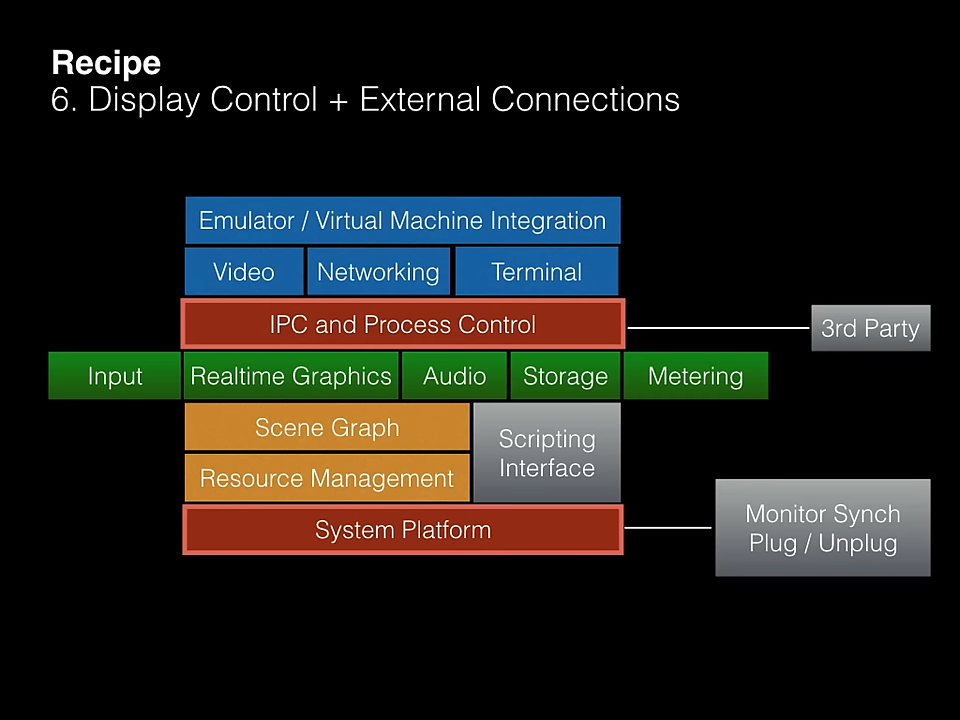 Recipe
6. Display Control + External Connections
Emulator / Virtual Machine Integration
Video
Networking
Terminal
IPC and Process Control
3rd Party
Input
Realtime Graphics
Audio
Storage
Metering
Scene Graph
Scripting
Interface
Resource Management
System Platform
Monitor Synch
Plug / Unplug